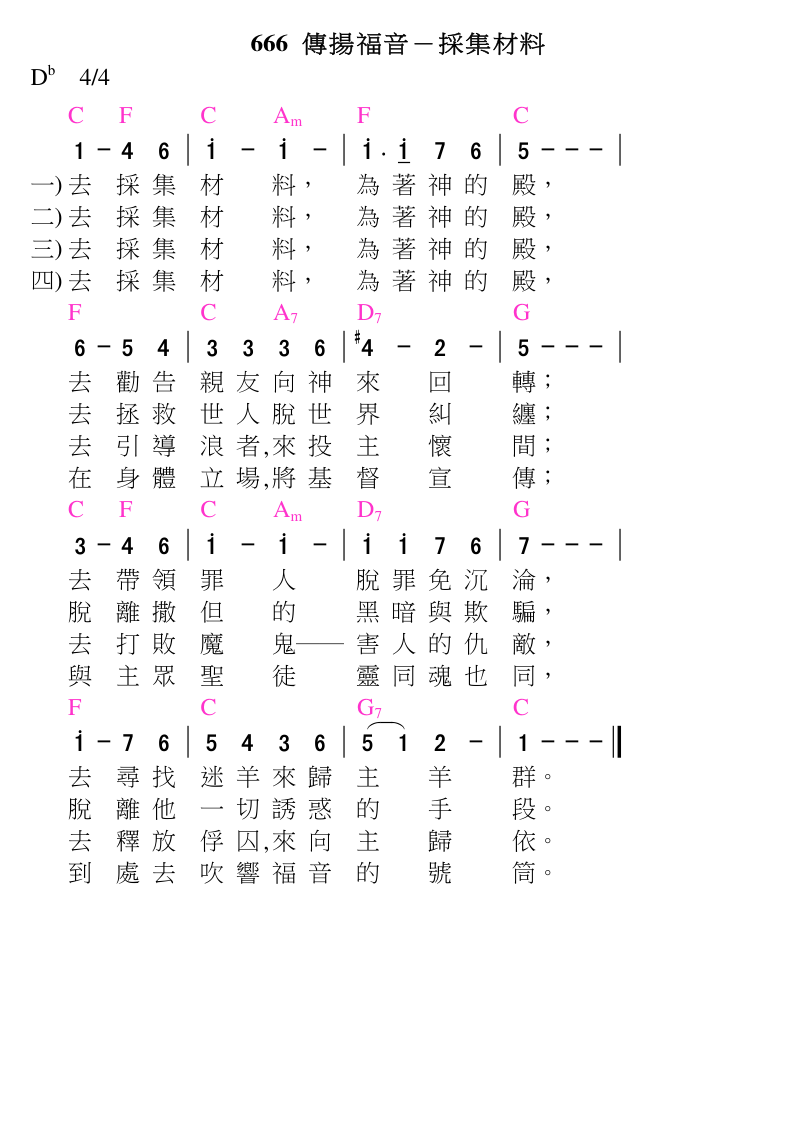 666 傳揚福音－採集材料
Dᵇ 4/4
C F C Am F C
1 － 4 6 | i － i － | i · i 7 6 | 5 － － － |
一) 去 採 集 材 料， 為 著 神 的 殿，
二) 去 採 集 材 料， 為 著 神 的 殿，
三) 去 採 集 材 料， 為 著 神 的 殿，
四) 去 採 集 材 料， 為 著 神 的 殿，
F C A7 D7 G
6 － 5 4 | 3 3 3 6 | #4 － 2 － | 5 － － － |
去 勸 告 親 友 向 神 來 回 轉；
去 拯 救 世 人 脫 世 界 糾 纏；
去 引 導 浪 者,來 投 主 懷 間；
在 身 體 立 場,將 基 督 宣 傳；
C F C Am D7 G
3 － 4 6 | i － i － | i i 7 6 | 7 － － － |
去 帶 領 罪 人 脫 罪 免 沉 淪，
脫 離 撒 但 的 黑 暗 與 欺 騙，
去 打 敗 魔 鬼—— 害 人 的 仇 敵，
與 主 眾 聖 徒 靈 同 魂 也 同，
F C G7 C
i － 7 6 | 5 4 3 6 | 5 1 2 － | 1 － － － ‖
去 尋 找 迷 羊 來 歸 主 羊 群。
脫 離 他 一 切 誘 惑 的 手 段。
去 釋 放 俘 囚,來 向 主 歸 依。
到 處 去 吹 響 福 音 的 號 筒。